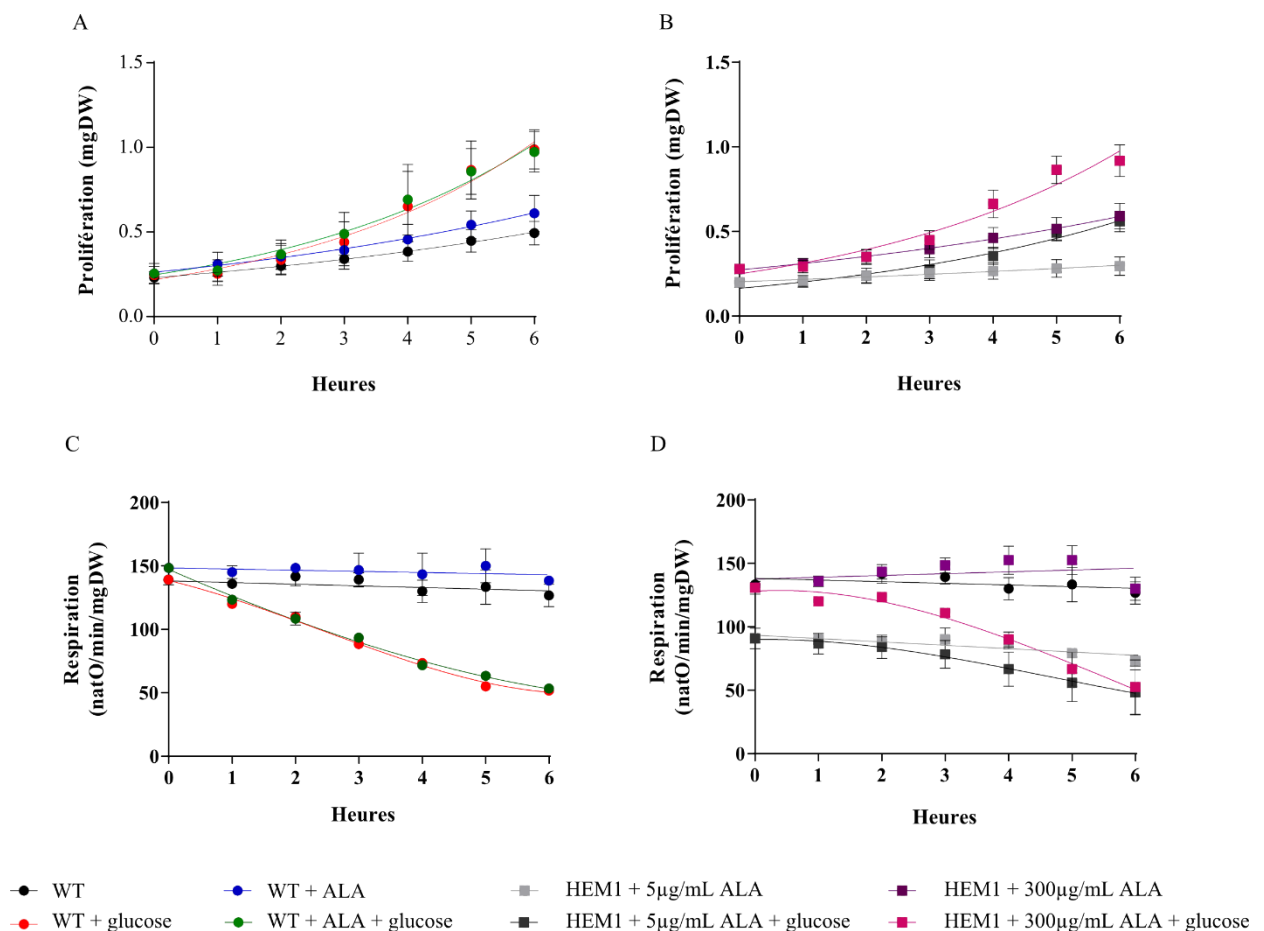 A
Prolifération (mgDW)
1.5
1.0
0.5
0.0
0 1 2 3 4 5 6
Heures
B
Prolifération (mgDW)
1.5
1.0
0.5
0.0
0 1 2 3 4 5 6
Heures
C
Respiration
(natO/min/mgDW)
200
150
100
50
0
0 1 2 3 4 5 6
Heures
D
Respiration
(natO/min/mgDW)
200
150
100
50
0
0 1 2 3 4 5 6
Heures
WT
WT + ALA
HEM1 + 5µg/mL ALA
HEM1 + 300µg/mL ALA
WT + glucose
WT + ALA + glucose
HEM1 + 5µg/mL ALA + glucose
HEM1 + 300µg/mL ALA + glucose